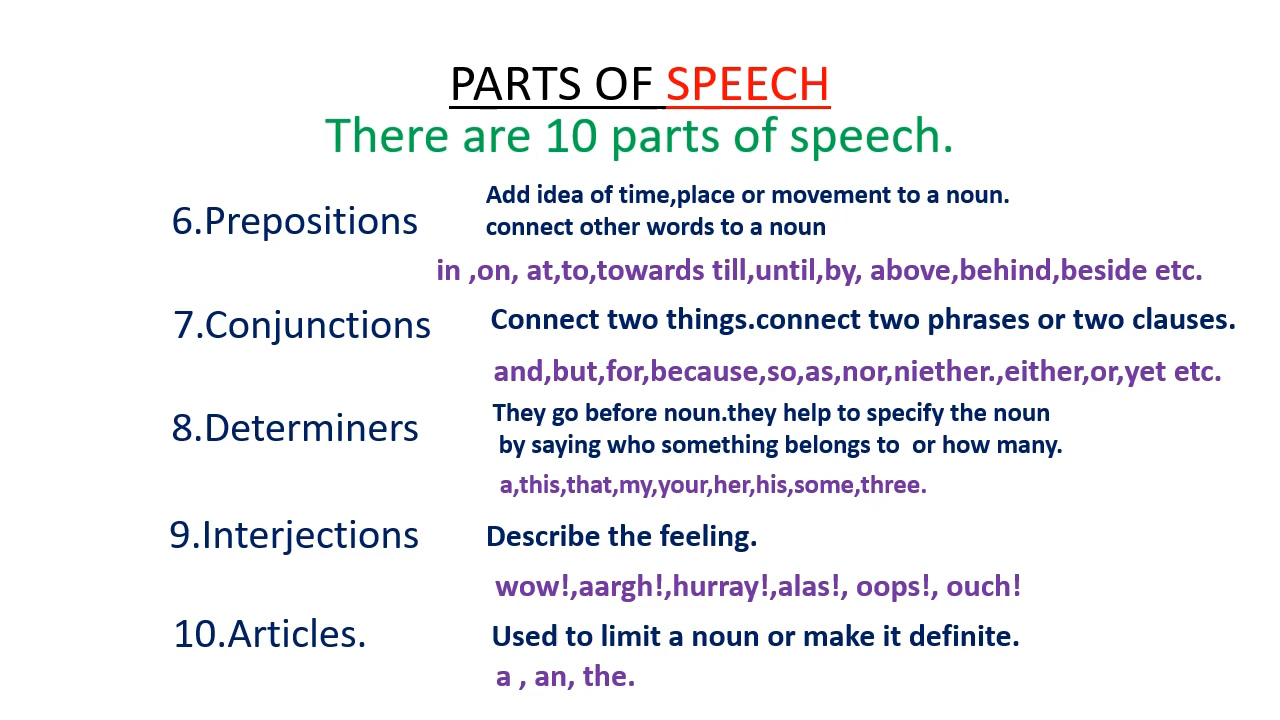 PARTS OF SPEECH
There are 10 parts of speech.
6.Prepositions
Add idea of time,place or movement to a noun.
connect other words to a noun
in ,on, at,to,towards till,until,by, above,behind,beside etc.
7.Conjunctions
Connect two things.connect two phrases or two clauses.
and,but,for,because,so,as,nor,niether.,either,or,yet etc.
8.Determiners
They go before noun.they help to specify the noun
by saying who something belongs to  or how many.
a,this,that,my,your,her,his,some,three.
9.Interjections
Describe the feeling.
wow!,aargh!,hurray!,alas!, oops!, ouch!
10.Articles.
Used to limit a noun or make it definite.
a , an, the.